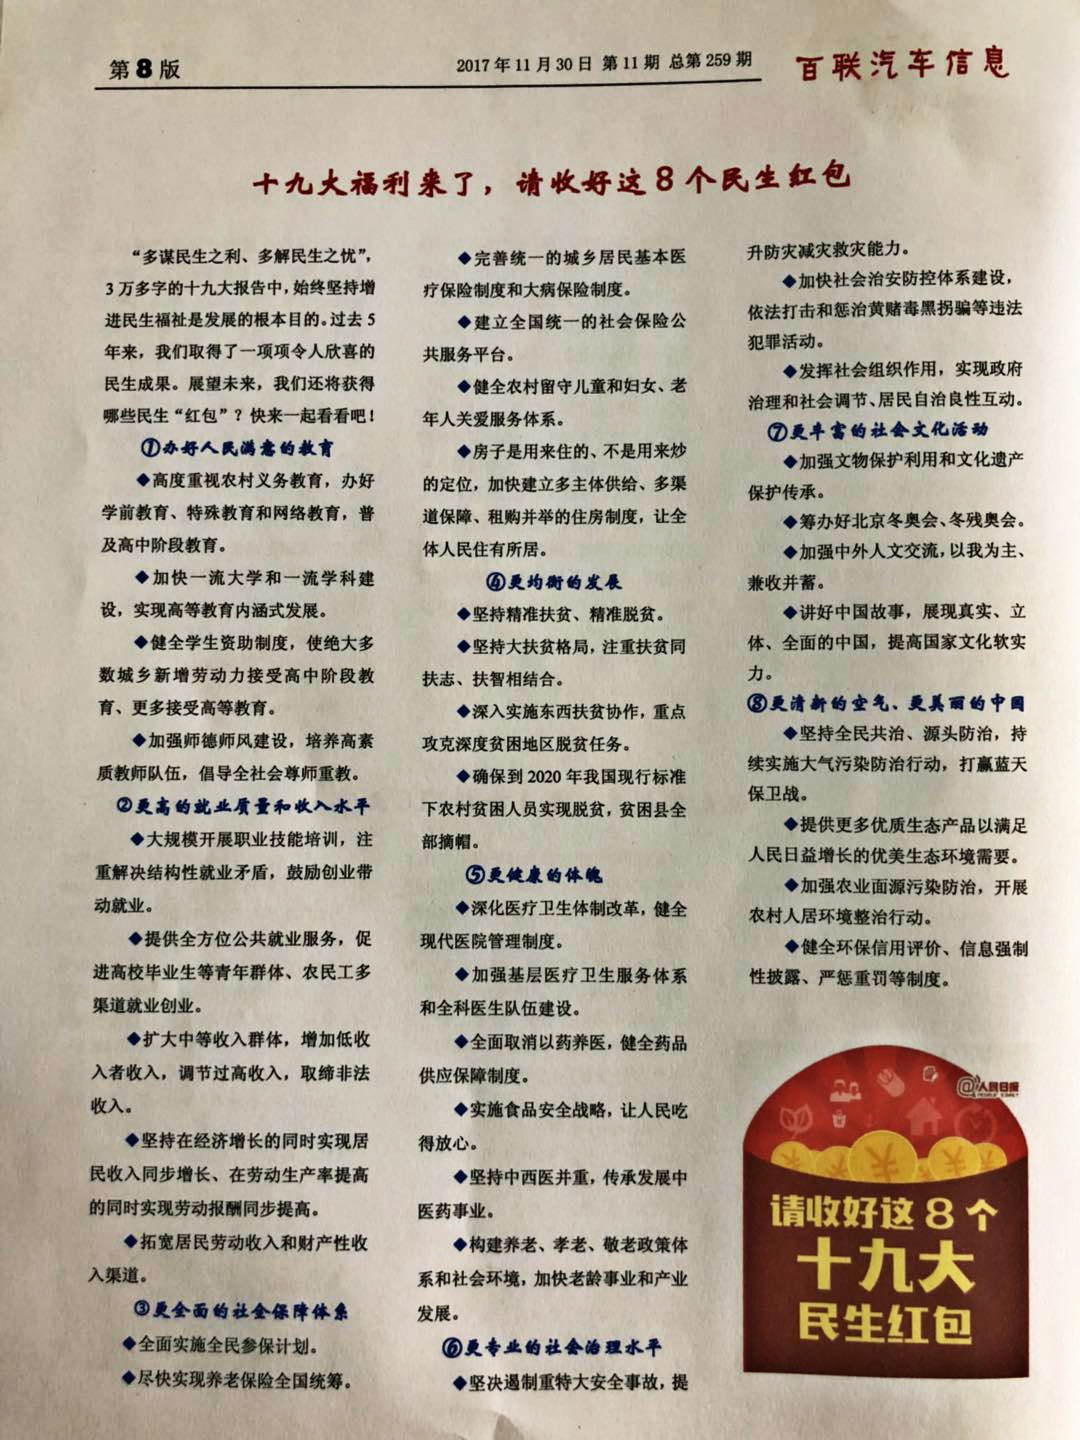 第8版
2017年11月30日 第11期 总第259期
百联汽车信息
十九大福利来了，请收好这8个民生红包
“多谋民生之利、多解民生之忧”，
3万多字的十九大报告中，始终坚持增
进民生福祉是发展的根本目的。过去5
年来，我们取得了一项项令人欣喜的
民生成果。展望未来，我们还将获得
哪些民生“红包”？快来一起看看吧！
①办好人民满意的教育
◆高度重视农村义务教育，办好
学前教育、特殊教育和网络教育，普
及高中阶段教育。
◆加快一流大学和一流学科建
设，实现高等教育内涵式发展。
◆健全学生资助制度，使绝大多
数城乡新增劳动力接受高中阶段教
育、更多接受高等教育。
◆加强师德师风建设，培养高素
质教师队伍，倡导全社会尊师重教。
②更高的就业质量和收入水平
◆大规模开展职业技能培训，注
重解决结构性就业矛盾，鼓励创业带
动就业。
◆提供全方位公共就业服务，促
进高校毕业生等青年群体、农民工多
渠道就业创业。
◆扩大中等收入群体，增加低收
入者收入，调节过高收入，取缔非法
收入。
◆坚持在经济增长的同时实现居
民收入同步增长、在劳动生产率提高
的同时实现劳动报酬同步提高。
◆拓宽居民劳动收入和财产性收
入渠道。
③更全面的社会保障体系
◆全面实施全民参保计划。
◆尽快实现养老保险全国统筹。
◆完善统一的城乡居民基本医
疗保险制度和大病保险制度。
◆建立全国统一的社会保险公
共服务平台。
◆健全农村留守儿童和妇女、老
年人关爱服务体系。
◆房子是用来住的、不是用来炒
的定位，加快建立多主体供给、多渠
道保障、租购并举的住房制度，让全
体人民住有所居。
④更均衡的发展
◆坚持精准扶贫、精准脱贫。
◆坚持大扶贫格局，注重扶贫同
扶志、扶智相结合。
◆深入实施东西扶贫协作，重点
攻克深度贫困地区脱贫任务。
◆确保到2020年我国现行标准
下农村贫困人员实现脱贫，贫困县全
部摘帽。
⑤更健康的体魄
◆深化医疗卫生体制改革，健全
现代医院管理制度。
◆加强基层医疗卫生服务体系
和全科医生队伍建设。
◆全面取消以药养医，健全药品
供应保障制度。
◆实施食品安全战略，让人民吃
得放心。
◆坚持中西医并重，传承发展中
医药事业。
◆构建养老、孝老、敬老政策体
系和社会环境，加快老龄事业和产业
发展。
⑥更专业的社会治理水平
◆坚决遏制重特大安全事故，提
升防灾减灾救灾能力。
◆加快社会治安防控体系建设，
依法打击和惩治黄赌毒黑拐骗等违法
犯罪活动。
◆发挥社会组织作用，实现政府
治理和社会调节、居民自治良性互动。
⑦更丰富的社会文化活动
◆加强文物保护利用和文化遗产
保护传承。
◆筹办好北京冬奥会、冬残奥会。
◆加强中外人文交流，以我为主、
兼收并蓄。
◆讲好中国故事，展现真实、立
体、全面的中国，提高国家文化软实
力。
⑧更清新的空气、更美丽的中国
◆坚持全民共治、源头防治，持
续实施大气污染防治行动，打赢蓝天
保卫战。
◆提供更多优质生态产品以满足
人民日益增长的优美生态环境需要。
◆加强农业面源污染防治，开展
农村人居环境整治行动。
◆健全环保信用评价、信息强制
性披露、严惩重罚等制度。
@人民日报
PEOPLE'S DAILY
请收好这8个
十九大
民生红包